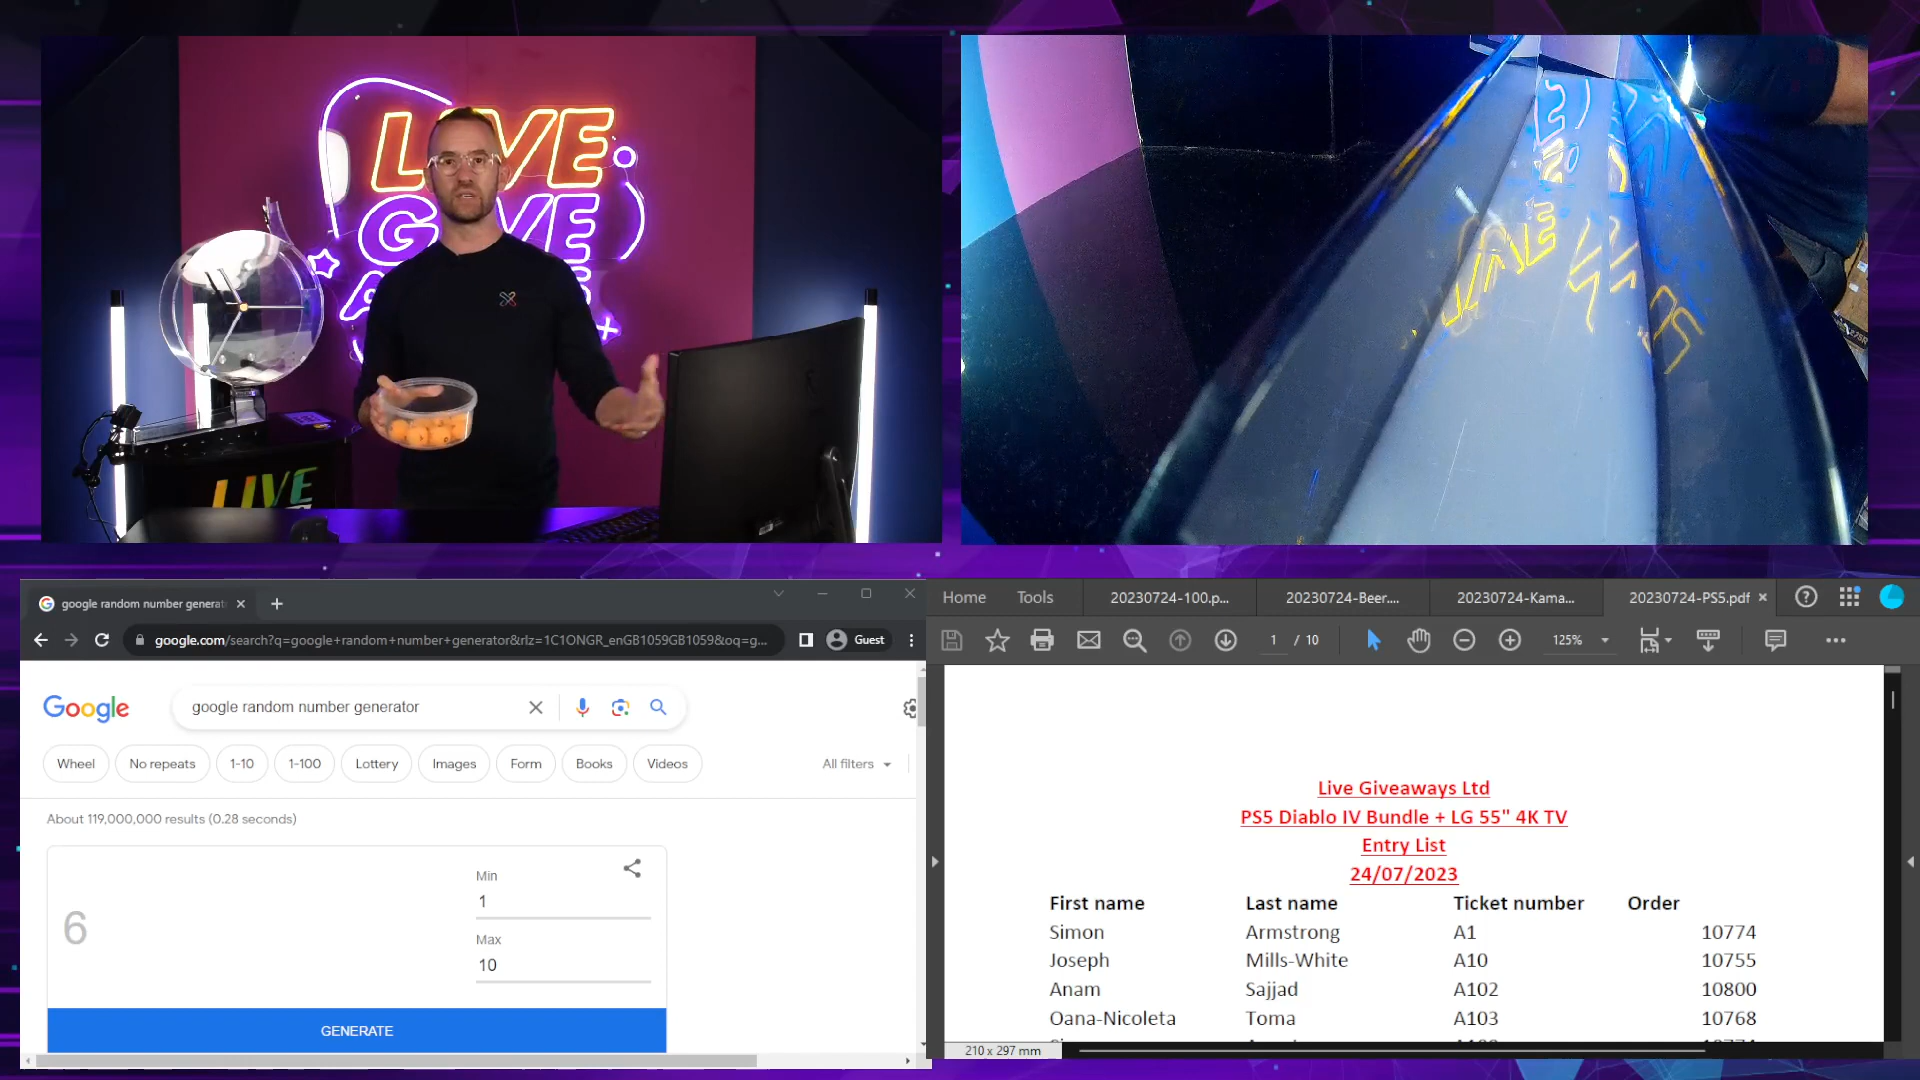 LIVE
GIVE
LIVE
google random number generat
google.com/search?q=google+random+number+generator&rlz=1C1ONGR_enGB1059GB1059&oq=g...
Guest
Google
google random number generator
Wheel
No repeats
1-10
1-100
Lottery
Images
Form
Books
Videos
All filters
About 119,000,000 results (0.28 seconds)
6
Min
1
Max
10
GENERATE
Home
Tools
20230724-100.p...
20230724-Beer....
20230724-Kama...
20230724-PS5.pdf
1 / 10
125%
Live Giveaways Ltd
PS5 Diablo IV Bundle + LG 55" 4K TV
Entry List
24/07/2023
First name Last name Ticket number Order
Simon Armstrong A1 10774
Joseph Mills-White A10 10755
Anam Sajjad A102 10800
Oana-Nicoleta Toma A103 10768
210 x 297 mm